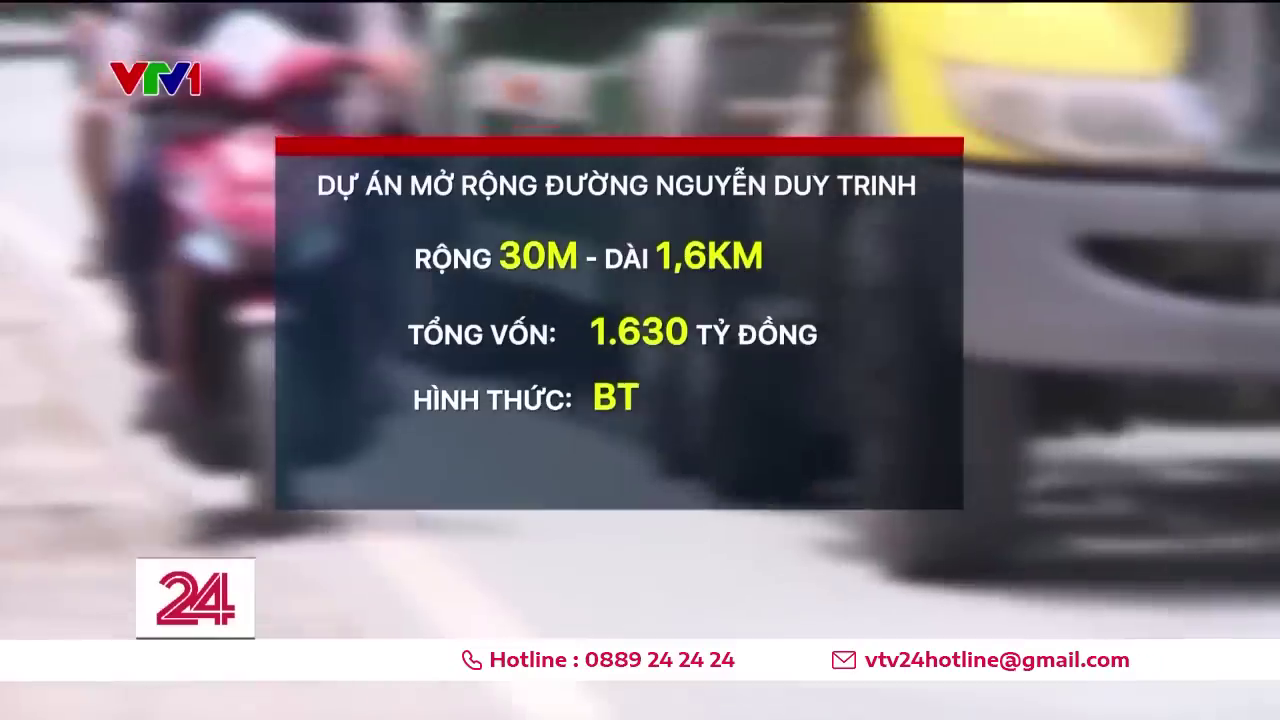 VTV1
DỰ ÁN MỞ RỘNG ĐƯỜNG NGUYỄN DUY TRINH
RỘNG 30M - DÀI 1,6KM
TỔNG VỐN: 1.630 TỶ ĐỒNG
HÌNH THỨC: BT
24
Hotline : 0889 24 24 24
vtv24hotline@gmail.com